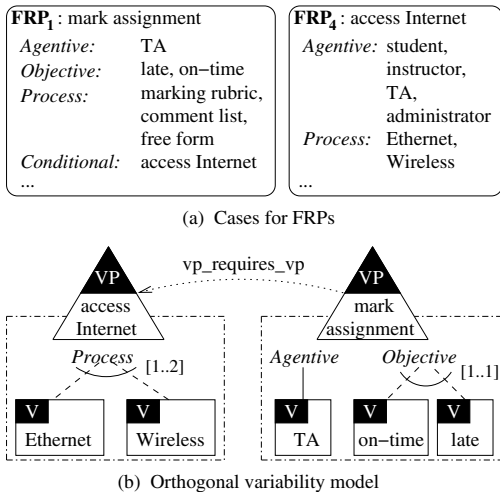 FRP1 : mark assignment
Agentive: TA
Objective: late, on-time
Process: marking rubric,
comment list,
free form
Conditional: access Internet
...
FRP4 : access Internet
Agentive: student,
instructor,
TA,
administrator
Process: Ethernet,
Wireless
...
(a) Cases for FRPs
VP
access
Internet
vp_requires_vp
VP
mark
assignment
Process
[1..2]
V
Ethernet
V
Wireless
Agentive
Objective
[1..1]
V
TA
V
on-time
V
late
(b) Orthogonal variability model